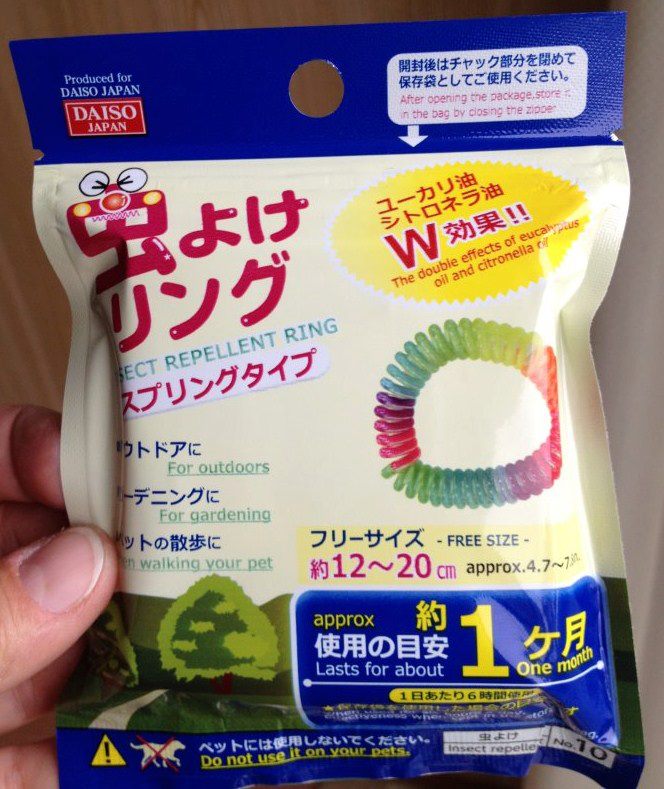 Produced for
DAISO JAPAN
DAISO
JAPAN
開封後はチャック部分を閉めて
保存袋としてご使用ください。
After opening the package,store it
in the bag by closing the zipper
虫よけ
リング
SECT REPELLENT RING
スプリングタイプ
ユーカリ油
シトロネラ油
W効果!!
The double effects of eucalyptus
oil and citronella oil
ウトドアに
For outdoors
ーデニングに
For gardening
ットの散歩に
en walking your pet
フリーサイズ - FREE SIZE -
約12～20cm approx.4.7～7.
approx 約
使用の目安
Lasts for about
1ケ月
One month
1日あたり6時間使用
ペットには使用しないでください。
Do not use it on your pets.
虫よけ
Insect repelle
No.10